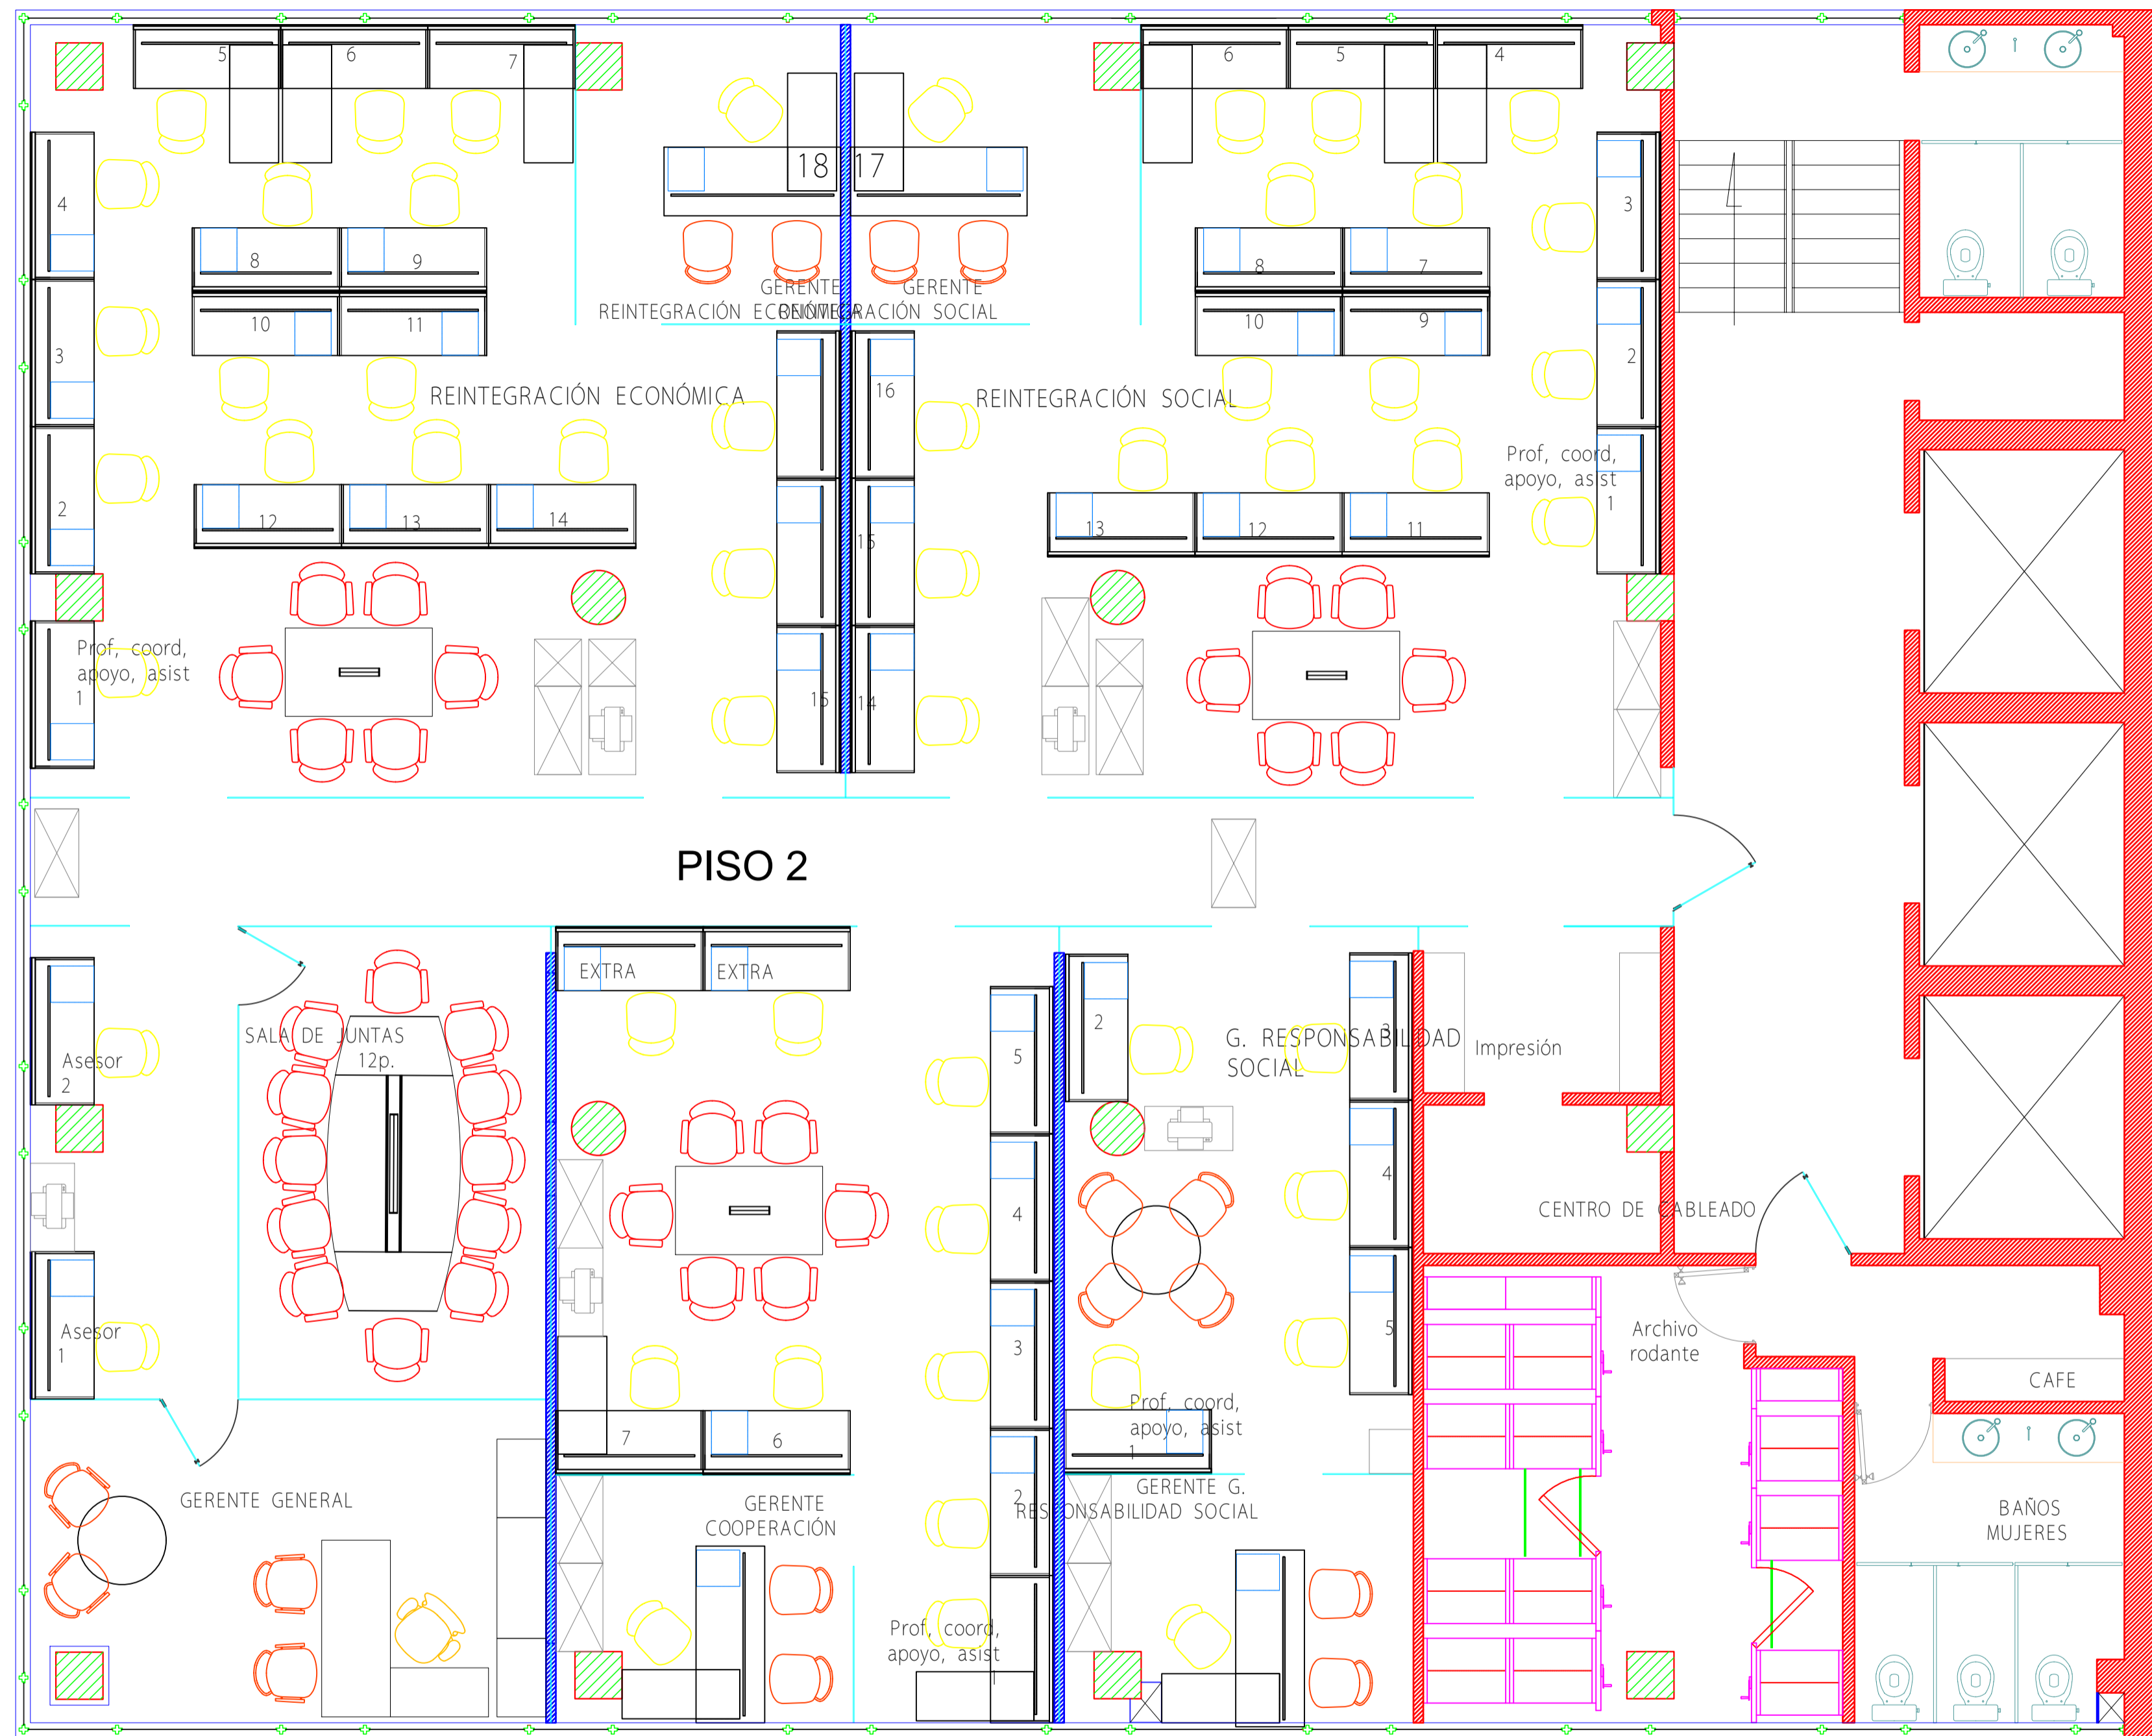 5
6
7
6
5
4
18 17
4
3
8
9
8
7
GERENTE
REINTEGRACIÓN ECONÓMICA
GERENTE
REINTEGRACIÓN SOCIAL
10
11
10
9
3
2
16
REINTEGRACIÓN ECONÓMICA
REINTEGRACIÓN SOCIAL
Prof, coord,
apoyo, asist
1
2
12
13
14
15
13
12
11
Prof, coord,
apoyo, asist
1
15
14
PISO 2
EXTRA
EXTRA
SALA DE JUNTAS
12p.
Asesor
2
5
2
G. RESPONSABILIDAD
SOCIAL
3
Impresión
4
4
CENTRO DE CABLEADO
Asesor
1
3
5
Archivo
rodante
CAFE
7
6
Prof, coord,
apoyo, asist
1
GERENTE GENERAL
GERENTE
COOPERACIÓN
2
GERENTE G.
RESPONSABILIDAD SOCIAL
BAÑOS
MUJERES
Prof, coord,
apoyo, asist
1